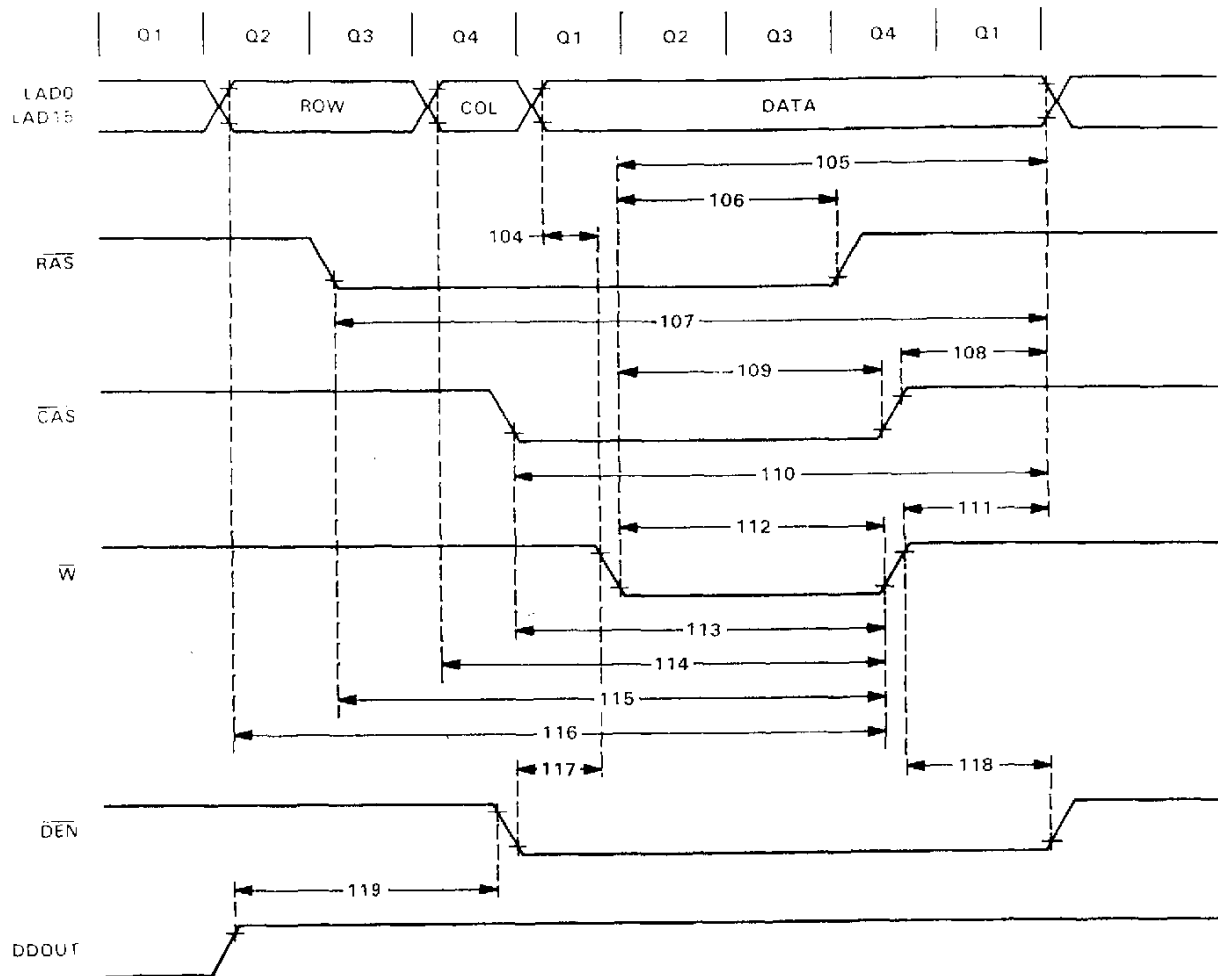 Q1 Q2 Q3 Q4 Q1 Q2 Q3 Q4 Q1
LAD0
LAD15
ROW COL DATA
105
106
104
RAS
107
108
109
CAS
110
111
112
W
113
114
115
116
117 118
DEN
119
DDOUT